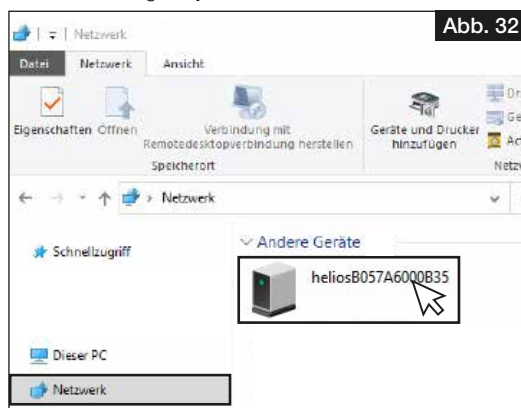 Abb. 32
Netzwerk
Datei Netzwerk Ansicht
Eigenschaften Öffnen Verbindung mit Remotedesktopverbindung herstellen Geräte und Drucker hinzufügen
Speicherort
Netzwerk
Schnellzugriff
Andere Geräte
heliosB057A6000B35
Dieser PC
Netzwerk